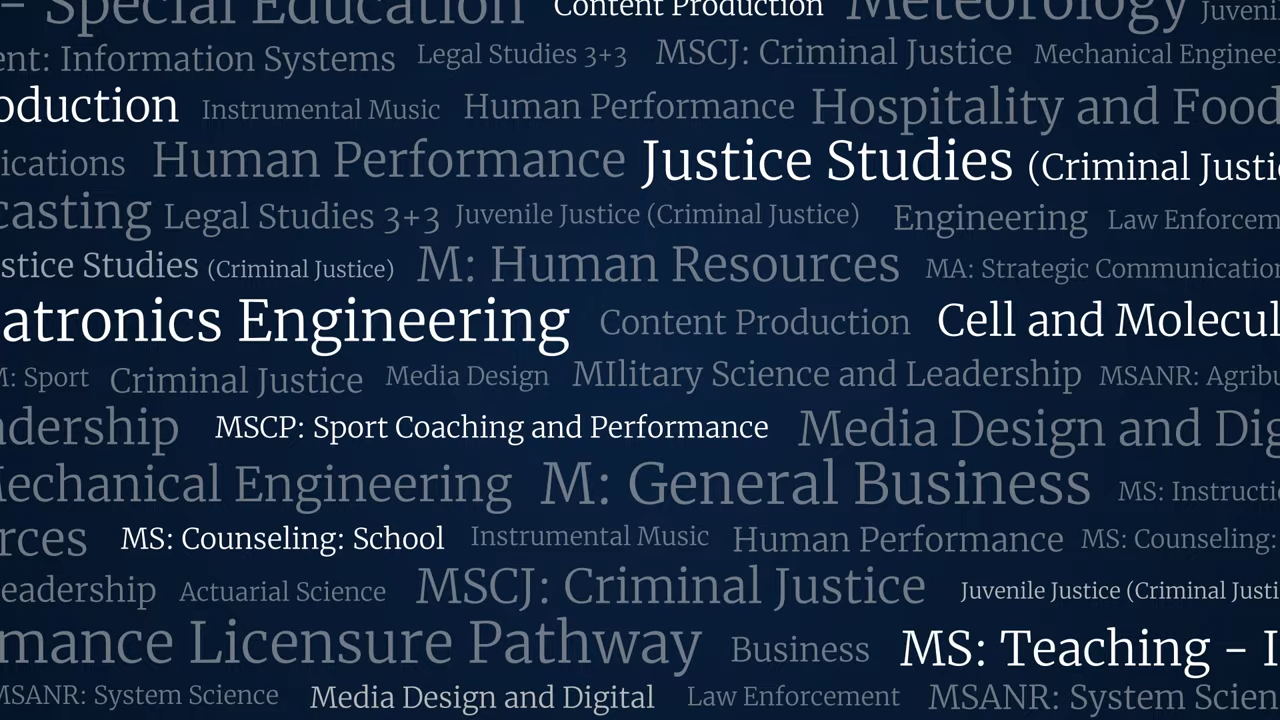 - Special Education Content Production Meteorology Juveni
ent: Information Systems Legal Studies 3+3 MSCJ: Criminal Justice Mechanical Enginee
oduction Instrumental Music Human Performance Hospitality and Food
ications Human Performance Justice Studies (Criminal Justi
casting Legal Studies 3+3 Juvenile Justice (Criminal Justice) Engineering Law Enforcem
stice Studies (Criminal Justice) M: Human Resources MA: Strategic Communication
atronics Engineering Content Production Cell and Molecul
M: Sport Criminal Justice Media Design MIlitary Science and Leadership MSANR: Agribu
adership MSCP: Sport Coaching and Performance Media Design and Dig
Mechanical Engineering M: General Business MS: Instructi
rces MS: Counseling: School Instrumental Music Human Performance MS: Counseling:
eadership Actuarial Science MSCJ: Criminal Justice Juvenile Justice (Criminal Justi
mance Licensure Pathway Business MS: Teaching - I
MSANR: System Science Media Design and Digital Law Enforcement MSANR: System Scien